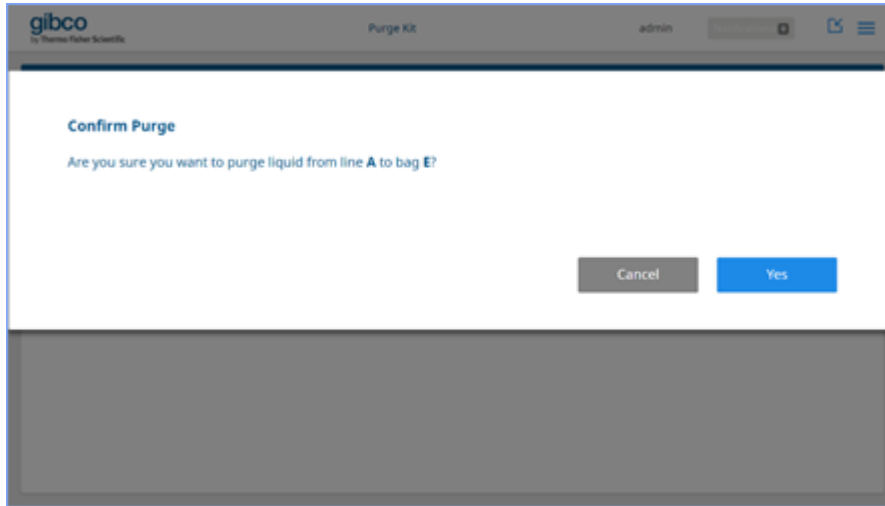 gibco
by Thermo Fisher Scientific
Purge Kit
admin
Confirm Purge
Are you sure you want to purge liquid from line A to bag E?
Cancel
Yes